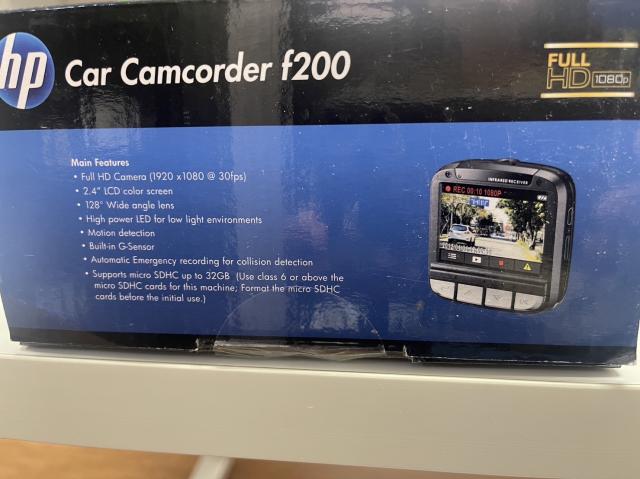 hp Car Camcorder f200
FULL
HD 1080p
Main Features
• Full HD Camera (1920 x1080 @ 30fps)
• 2.4" LCD color screen
• 128° Wide angle lens
• High power LED for low light environments
• Motion detection
• Built-in G-Sensor
• Automatic Emergency recording for collision detection
• Supports micro SDHC up to 32GB (Use class 6 or above the
micro SDHC cards for this machine; Format the micro SDHC
cards before the initial use.)
INFRARED RECEIVER
REC 00:10 1080P